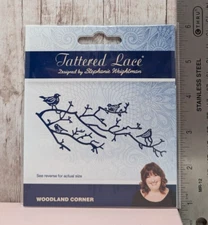 Tattered Lace®
Designed by Stephanie Weightman
See reverse for actual size
WOODLAND CORNER
STAINLESS STEEL